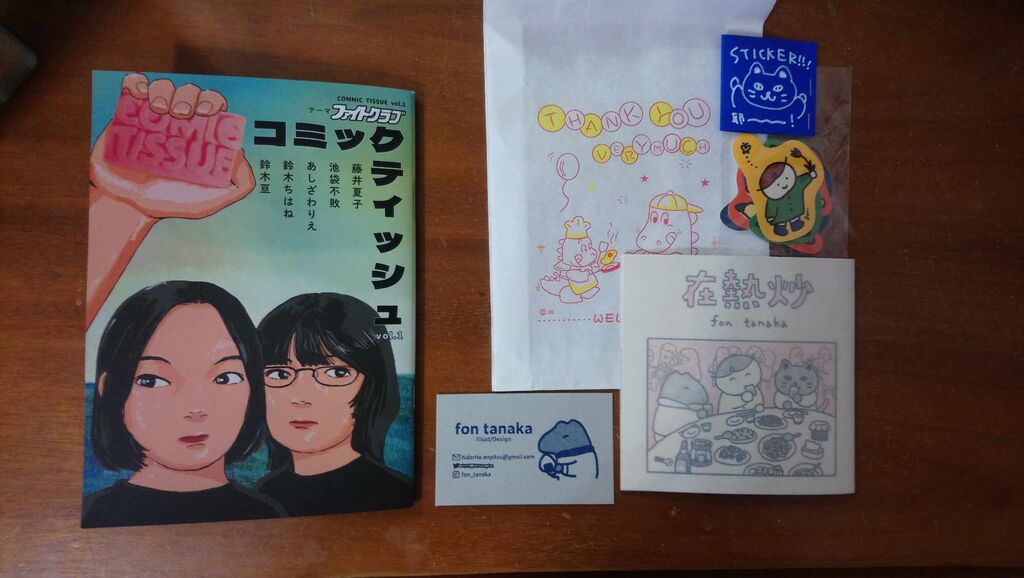 COMMIC TISSUE vol.1
テーマ ファイトクラブ
コミックティッシュ
vol.1
COMIC
TISSUE
藤井夏子
池袋不敗
あしざわりえ
鈴木ちはね
鈴木亘
THANK YOU
VERY MUCH
WEL
STICKER!!!
耶——!
在熱炒
fon tanaka
fon tanaka
Illust/Design
hidarite.enpitsu@gmail.com
fon_tanaka